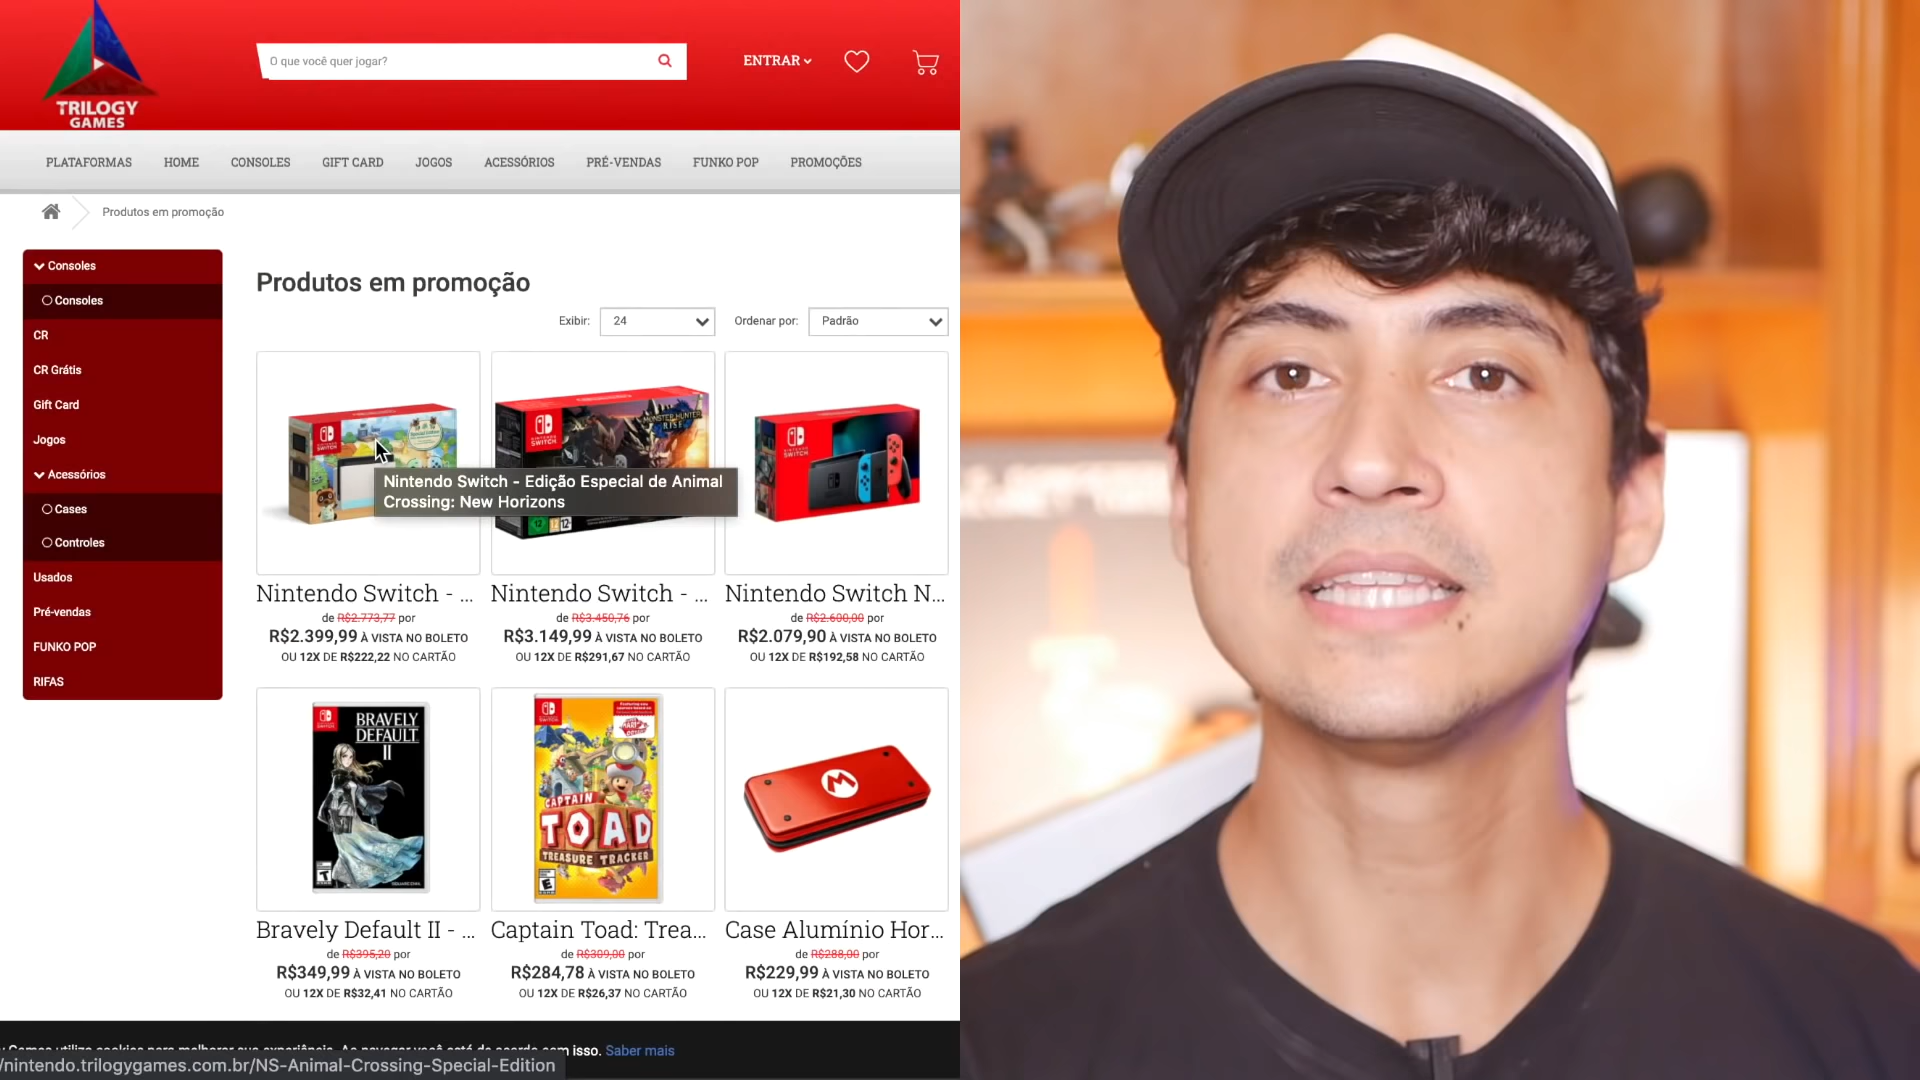 TRILOGY
GAMES
O que você quer jogar?
ENTRAR
PLATAFORMAS HOME CONSOLES GIFT CARD JOGOS ACESSÓRIOS PRÉ-VENDAS FUNKO POP PROMOÇÕES
Produtos em promoção
Consoles
Consoles
CR
CR Grátis
Gift Card
Jogos
Acessórios
Cases
Controles
Usados
Pré-vendas
FUNKO POP
RIFAS
Produtos em promoção
Exibir: 24 Ordenar por: Padrão
NINTENDO
SWITCH
NINTENDO
SWITCH
MONSTER HUNTER
RISE
NINTENDO
SWITCH
Nintendo Switch - Edição Especial de Animal
Crossing: New Horizons
Nintendo Switch - ...
de R$2.773,77 por
R$2.399,99 À VISTA NO BOLETO
OU 12X DE R$222,22 NO CARTÃO
Nintendo Switch - ...
de R$3.450,76 por
R$3.149,99 À VISTA NO BOLETO
OU 12X DE R$291,67 NO CARTÃO
Nintendo Switch N...
de R$2.600,00 por
R$2.079,90 À VISTA NO BOLETO
OU 12X DE R$192,58 NO CARTÃO
BRAVELY
DEFAULT
II
CAPTAIN
TOAD
TREASURE TRACKER
M
Bravely Default II - ...
de R$395,20 por
R$349,99 À VISTA NO BOLETO
OU 12X DE R$32,41 NO CARTÃO
Captain Toad: Trea...
de R$309,00 por
R$284,78 À VISTA NO BOLETO
OU 12X DE R$26,37 NO CARTÃO
Case Alumínio Hor...
de R$288,00 por
R$229,99 À VISTA NO BOLETO
OU 12X DE R$21,30 NO CARTÃO
m isso. Saber mais
/nintendo.trilogygames.com.br/NS-Animal-Crossing-Special-Edition